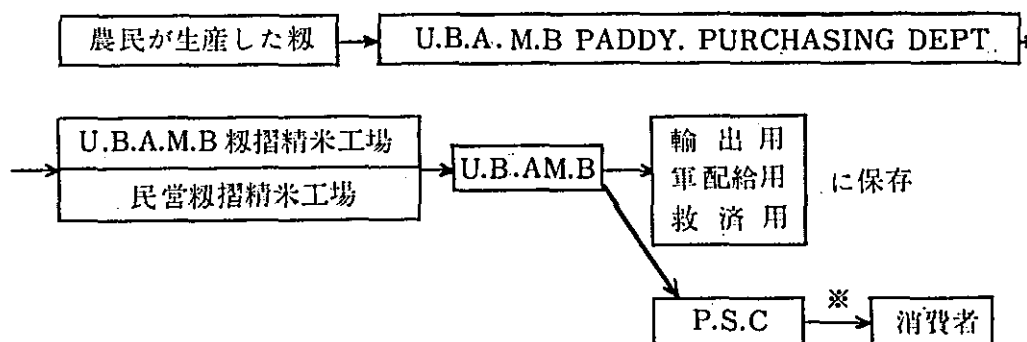 農民が生産した籾
U.B.A. M.B PADDY. PURCHASING DEPT.
U.B.A.M.B 籾摺精米工場
民営籾摺精米工場
U.B.AM.B
輸出用
軍配給用
救済用
に保存
P.S.C
※
消費者